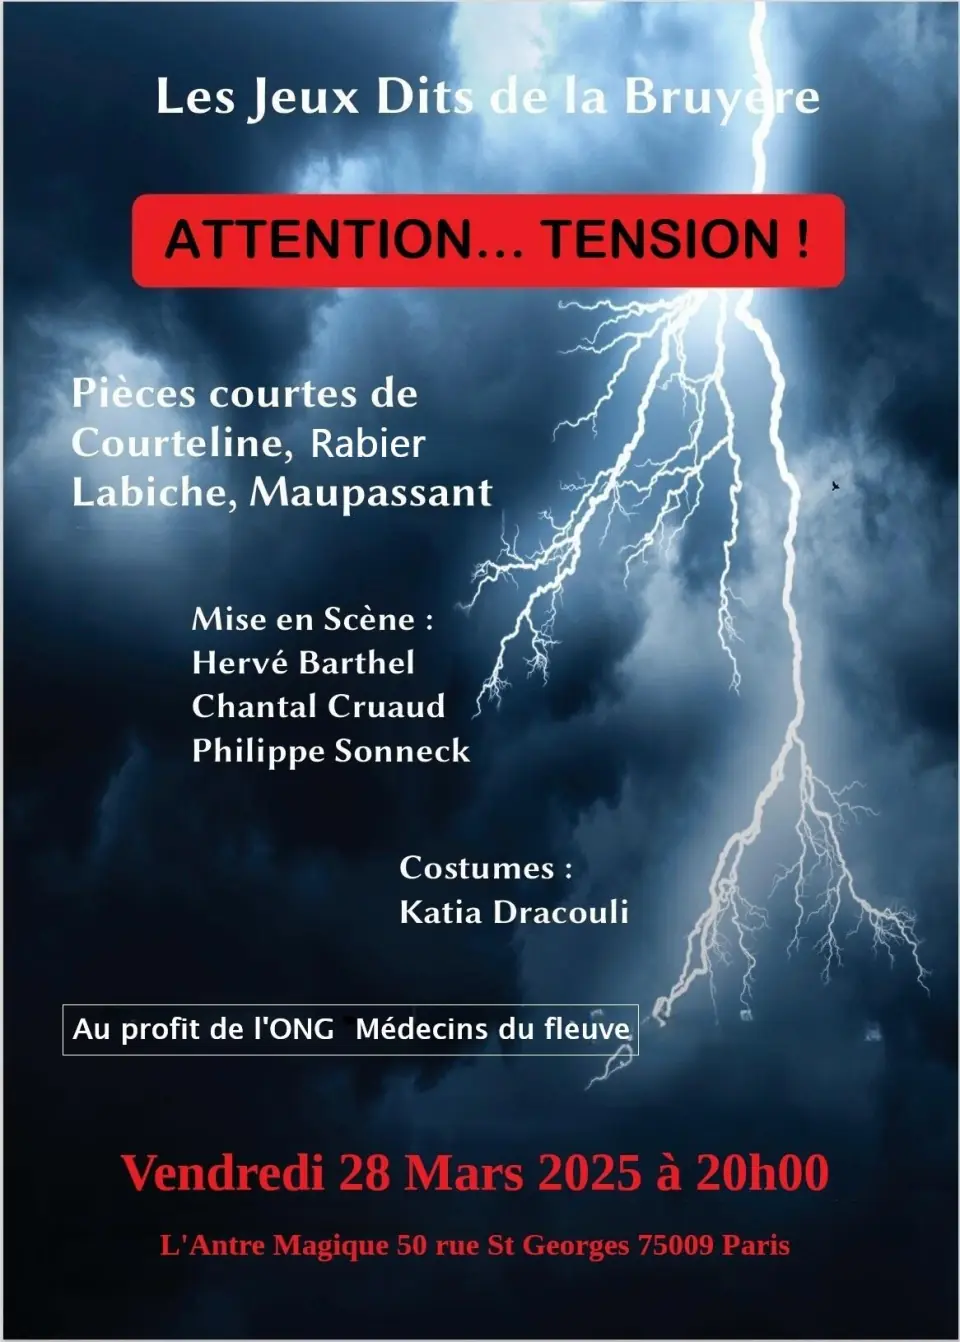 Les Jeux Dits de la Bruyère
ATTENTION... TENSION !
Pièces courtes de
Courteline, Rabier
Labiche, Maupassant
Mise en Scène :
Hervé Barthel
Chantal Cruaud
Philippe Sonneck
Costumes :
Katia Dracouli
Au profit de l'ONG Médecins du fleuve
Vendredi 28 Mars 2025 à 20h00
L'Antre Magique 50 rue St Georges 75009 Paris